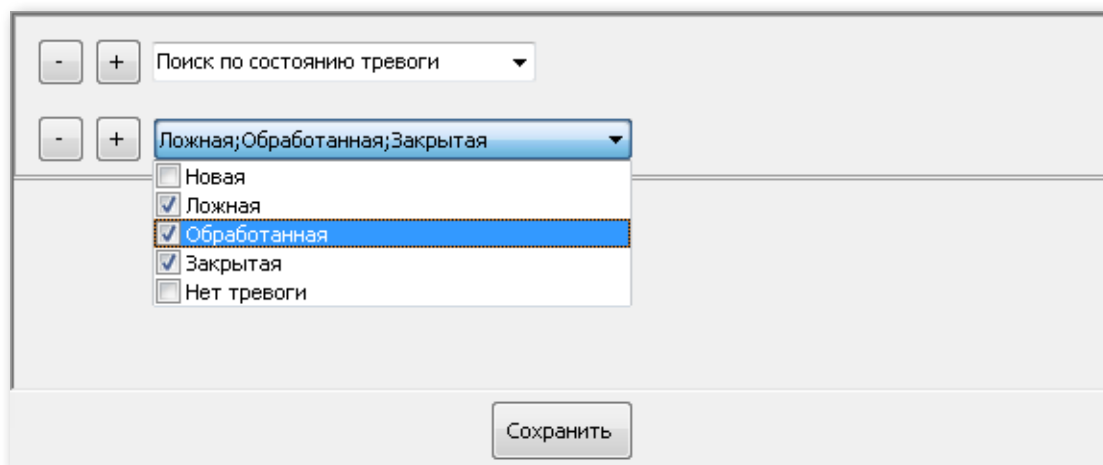 - + Поиск по состоянию тревоги
- + Ложная;Обработанная;Закрытая
Новая
Ложная
Обработанная
Закрытая
Нет тревоги
Сохранить